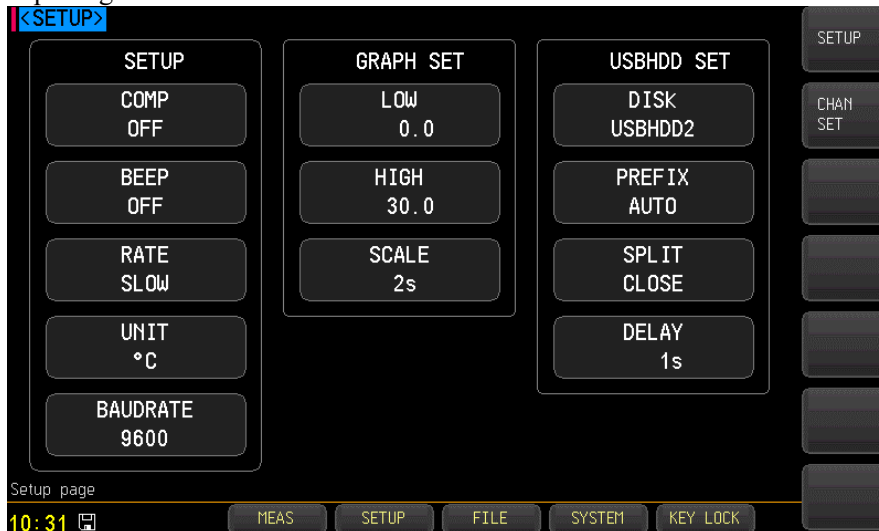 <SETUP>
SETUP
COMP
OFF
BEEP
OFF
RATE
SLOW
UNIT
°C
BAUDRATE
9600
GRAPH SET
LOW
0.0
HIGH
30.0
SCALE
2s
USBHDD SET
DISK
USBHDD2
PREFIX
AUTO
SPLIT
CLOSE
DELAY
1s
SETUP
CHAN
SET
Setup page
10:31
MEAS
SETUP
FILE
SYSTEM
KEY LOCK